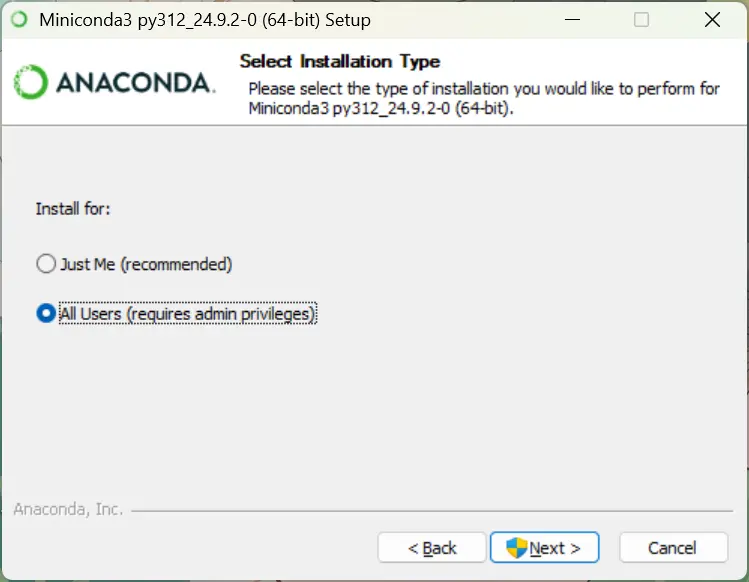 Miniconda3 py312_24.9.2-0 (64-bit) Setup
ANACONDA.
Select Installation Type
Please select the type of installation you would like to perform for
Miniconda3 py312_24.9.2-0 (64-bit).
Install for:
Just Me (recommended)
All Users (requires admin privileges)
Anaconda, Inc.
< Back
Next >
Cancel